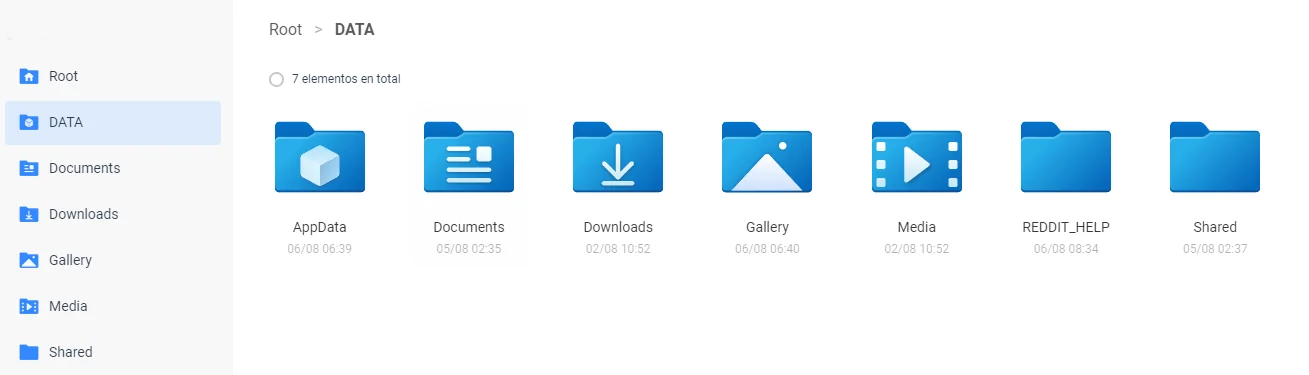 Root > DATA
7 elementos en total
Root
DATA
Documents
Downloads
Gallery
Media
Shared
AppData
06/08 06:39
Documents
05/08 02:35
Downloads
02/08 10:52
Gallery
06/08 06:40
Media
02/08 10:52
REDDIT_HELP
06/08 08:34
Shared
05/08 02:37